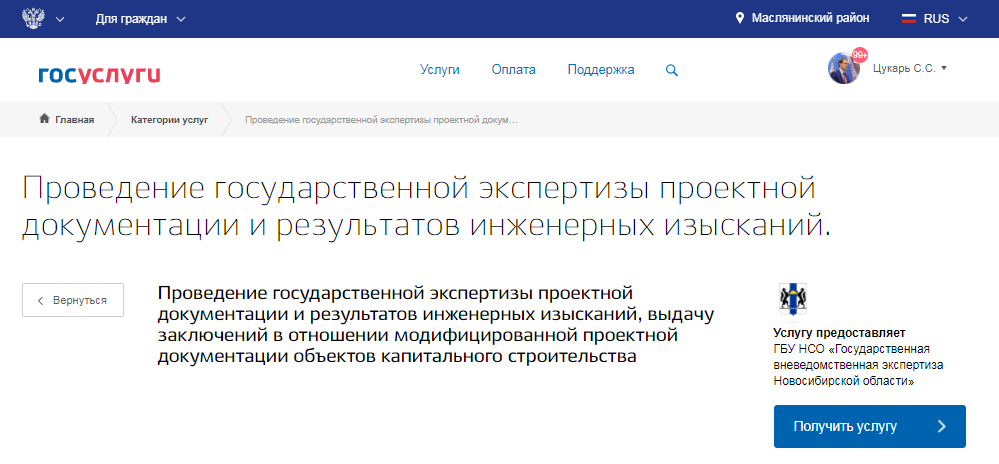 Для граждан
Маслянинский район
RUS
госуслуги
Услуги
Оплата
Поддержка
99+
Цукарь С.С.
Главная
Категории услуг
Проведение государственной экспертизы проектной докум...
Проведение государственной экспертизы проектной
документации и результатов инженерных изысканий.
Вернуться
Проведение государственной экспертизы проектной
документации и результатов инженерных изысканий, выдачу
заключений в отношении модифицированной проектной
документации объектов капитального строительства
Услугу предоставляет
ГБУ НСО «Государственная
вневедомственная экспертиза
Новосибирской области»
Получить услугу